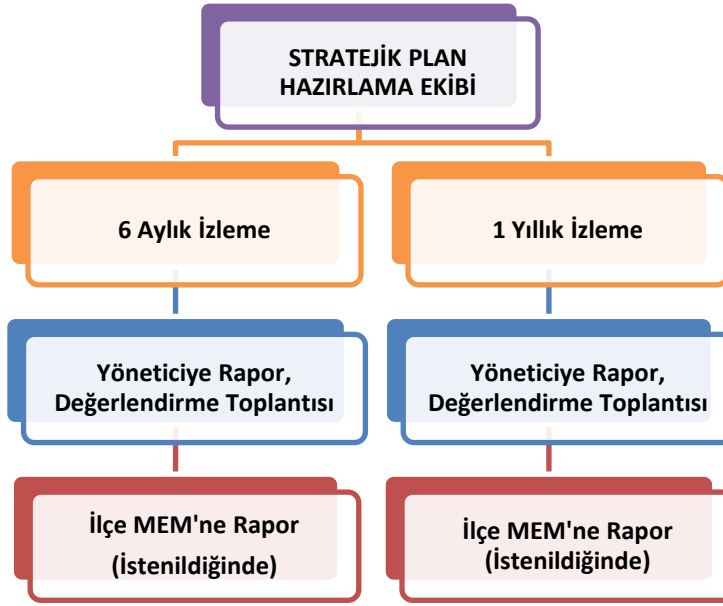 STRATEJİK PLAN
HAZIRLAMA EKİBİ
6 Aylık İzleme
1 Yıllık İzleme
Yöneticiye Rapor,
Değerlendirme Toplantısı
Yöneticiye Rapor,
Değerlendirme Toplantısı
İlçe MEM'ne Rapor
(İstenildiğinde)
İlçe MEM'ne Rapor
(İstenildiğinde)